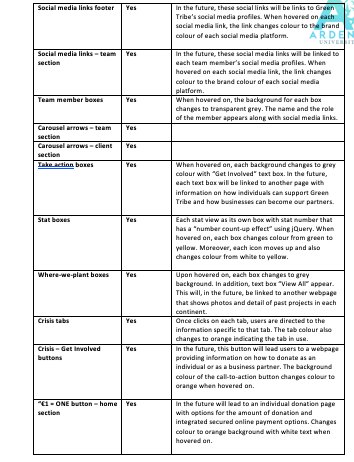 Social media links footer
Yes
In the future, these social links will be links to Green
Tribe's social media profiles. When hovered on each
social media link, the link changes colour to the brand
colour of each social media platform.
ARDEN
Social media links – team
section
Yes
In the future, these social media links will be linked to
each team member's social media profiles. When
hovered on each social media link, the link changes
to the brand colour of each social media
platform.
Team member boxes
Yes
When hovered on, the background for each box
changes to transparent grey. The name and the role
of the member appears along with social media links.
Carousel arrows – team
section
Yes
Carousel arrows – client
section
Yes
Take action boxes
Yes
When hovered on, each background changes to grey
colour with "Get Involved" text box. In the future,
each text box will be linked to another page with
information on how individuals can support Green
Tribe and how businesses can become our partners.
Stat boxes
Yes
Each stat view as its own box with stat number that
has a "number count-up effect" using jQuery. When
hovered on, each box changes colour from green to
yellow. Moreover, each icon moves up and also
changes colour from white to yellow.
Where-we-plant boxes
Yes
Upon hovered on, each box changes to grey
background. In addition, text box "View All" appear.
This will, in the future, be linked to another webpage
that shows photos and detail of past projects in each
continent.
Crisis tabs
Yes
Once clicks on each tab, users are directed to the
information specific to that tab. The tab colour also
changes to orange indicating the tab in use.
Crisis – Get Involved
buttons
Yes
In the future, this button will lead users to a webpage
providing information on how to donate as an
individual or as a business partner. The background
colour of the call-to-action button changes colour to
orange when hovered on.
"£1 = ONE button – home
section
Yes
In the future will lead to an individual donation page
with options for the amount of donation and
integrated secured online payment options. Changes
colour to orange background with white text when
hovered on.